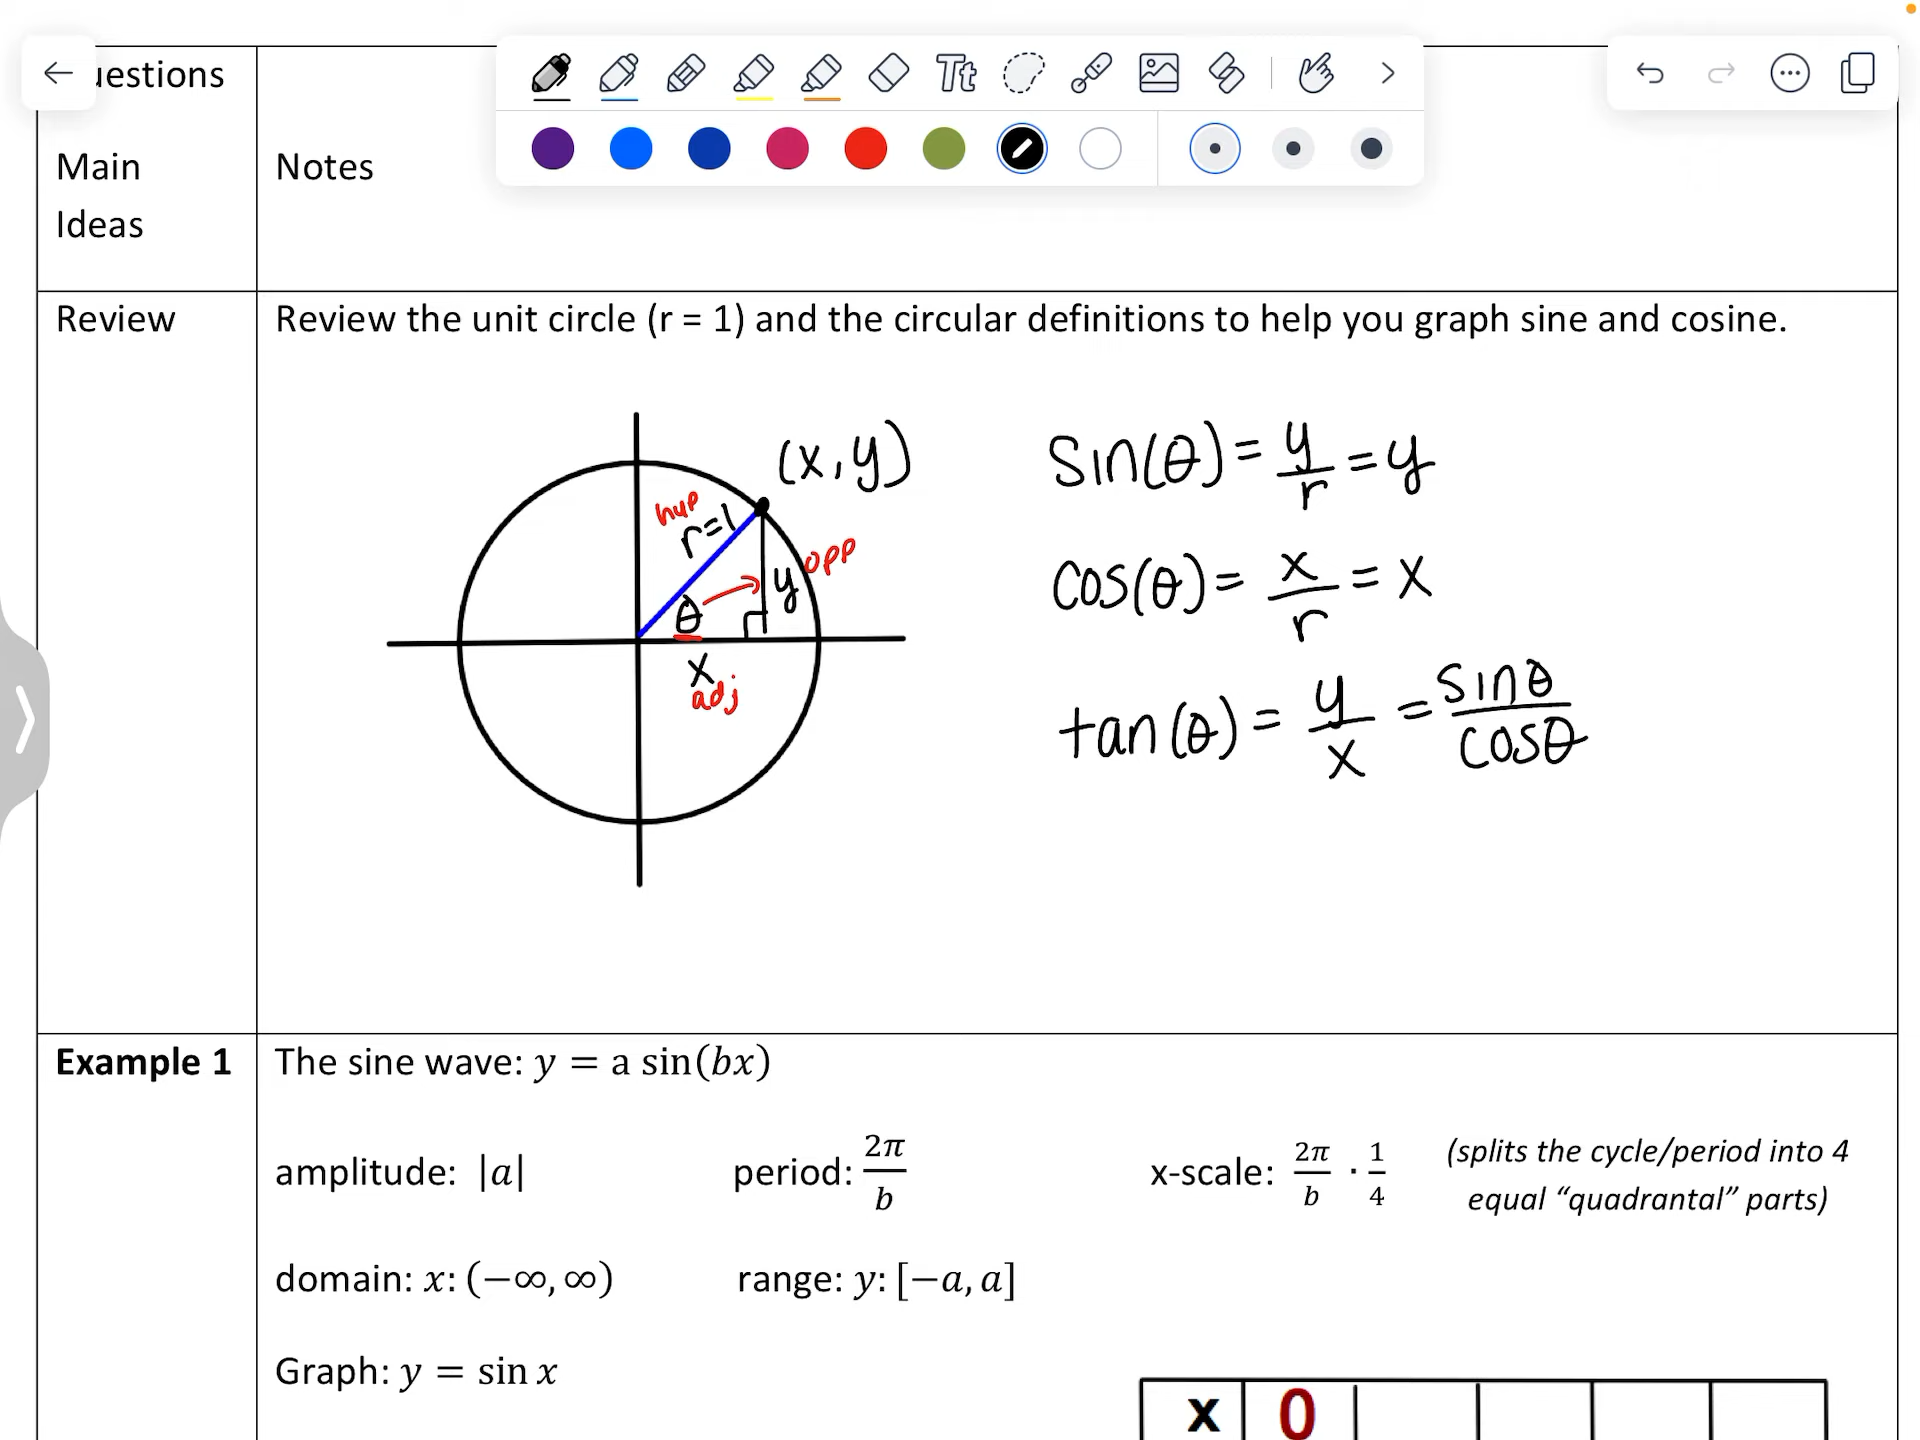 uestions
Main
Ideas
Notes
Tt
Review
Review the unit circle (r = 1) and the circular definitions to help you graph sine and cosine.
(x,y)
hyp
r=1
opp
y
θ
x
adj
sin(θ) = y/r = y
cos(θ) = x/r = x
tan(θ) = y/x = sinθ/cosθ
Example 1
The sine wave: y = a sin(bx)
amplitude: |a|
period: 2π/b
x-scale: 2π/b · 1/4
(splits the cycle/period into 4
equal “quadrantal” parts)
domain: x: (−∞, ∞)
range: y: [−a, a]
Graph: y = sin x
x 0